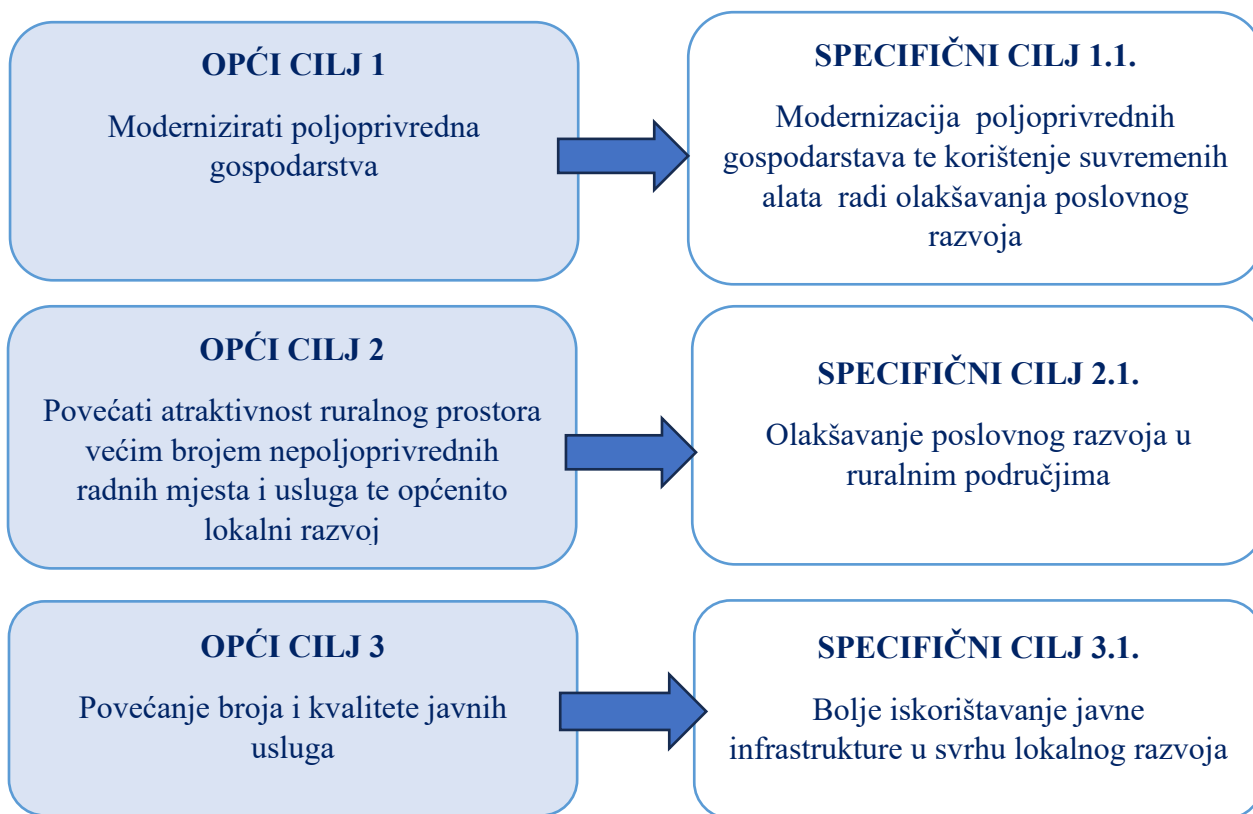 OPĆI CILJ 1
Modernizirati poljoprivredna
gospodarstva
SPECIFIČNI CILJ 1.1.
Modernizacija poljoprivrednih
gospodarstava te korištenje suvremenih
alata radi olakšavanja poslovnog
razvoja
OPĆI CILJ 2
Povećati atraktivnost ruralnog prostora
većim brojem nepoljoprivrednih
radnih mjesta i usluga te općenito
lokalni razvoj
SPECIFIČNI CILJ 2.1.
Olakšavanje poslovnog razvoja u
ruralnim područjima
OPĆI CILJ 3
Povećanje broja i kvalitete javnih
usluga
SPECIFIČNI CILJ 3.1.
Bolje iskorištavanje javne
infrastrukture u svrhu lokalnog razvoja